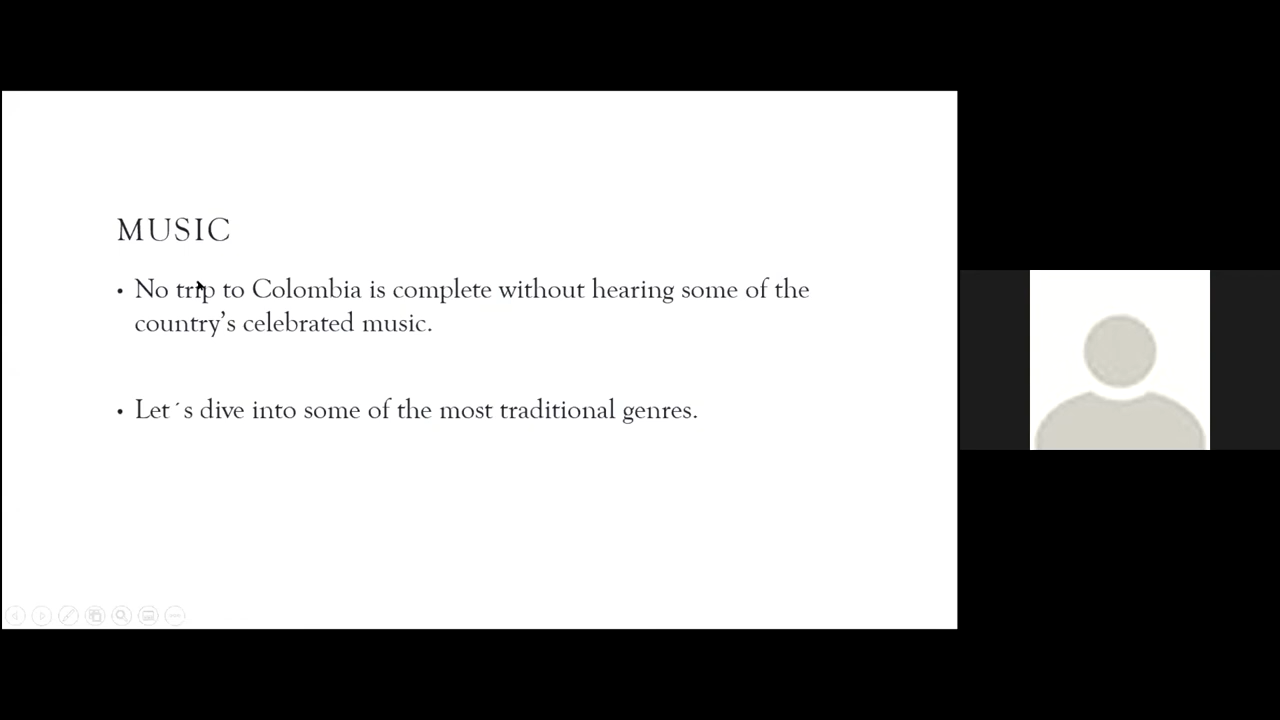 MUSIC
• No trip to Colombia is complete without hearing some of the
country’s celebrated music.
• Let´s dive into some of the most traditional genres.